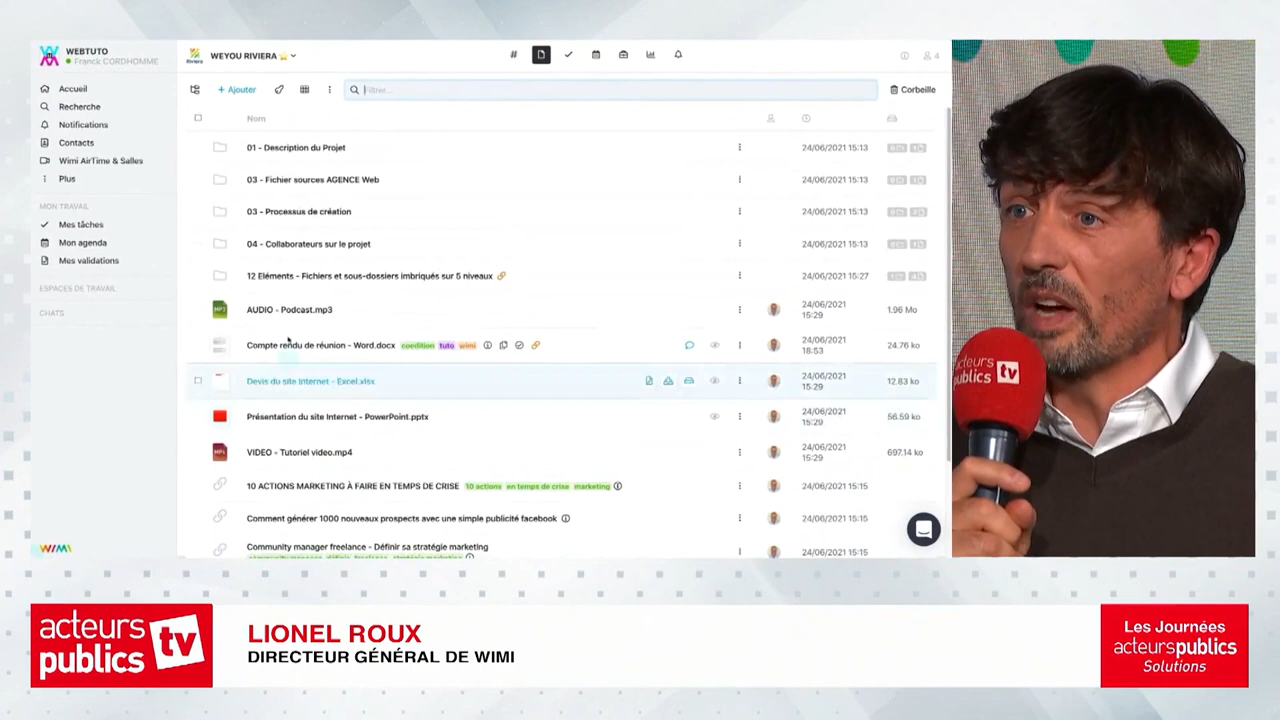 WEBTUTO
Franck CORDHOMME
Accueil
Recherche
Notifications
Contacts
Wimi AirTime & Salles
Plus
MON TRAVAIL
Mes tâches
Mon agenda
Mes validations
ESPACES DE TRAVAIL
CHATS
WIMI
Riviera
WEYOU RIVIERA
4
+ Ajouter
Filtrer...
Corbeille
Nom
01 - Description du Projet 24/06/2021 15:13
03 - Fichier sources AGENCE Web 24/06/2021 15:13
03 - Processus de création 24/06/2021 15:13
04 - Collaborateurs sur le projet 24/06/2021 15:13
12 Eléments - Fichiers et sous-dossiers imbriqués sur 5 niveaux 24/06/2021 15:27
MP3 AUDIO - Podcast.mp3 24/06/2021 15:29 1.96 Mo
Compte rendu de réunion - Word.docx coedition tuto wimi 24/06/2021 18:53 24.76 ko
Devis du site Internet - Excel.xlsx 24/06/2021 15:29 12.83 ko
Présentation du site Internet - PowerPoint.pptx 24/06/2021 15:29 56.59 ko
VIDEO - Tutoriel video.mp4 24/06/2021 15:29 697.14 ko
10 ACTIONS MARKETING À FAIRE EN TEMPS DE CRISE 10 actions en temps de crise marketing 24/06/2021 15:15
Comment générer 1000 nouveaux prospects avec une simple publicité facebook 24/06/2021 15:15
Community manager freelance - Définir sa stratégie marketing 24/06/2021 15:15
acteurs
publics tv
acteurs
publics tv
LIONEL ROUX
DIRECTEUR GÉNÉRAL DE WIMI
Les Journées
acteurspublics
Solutions